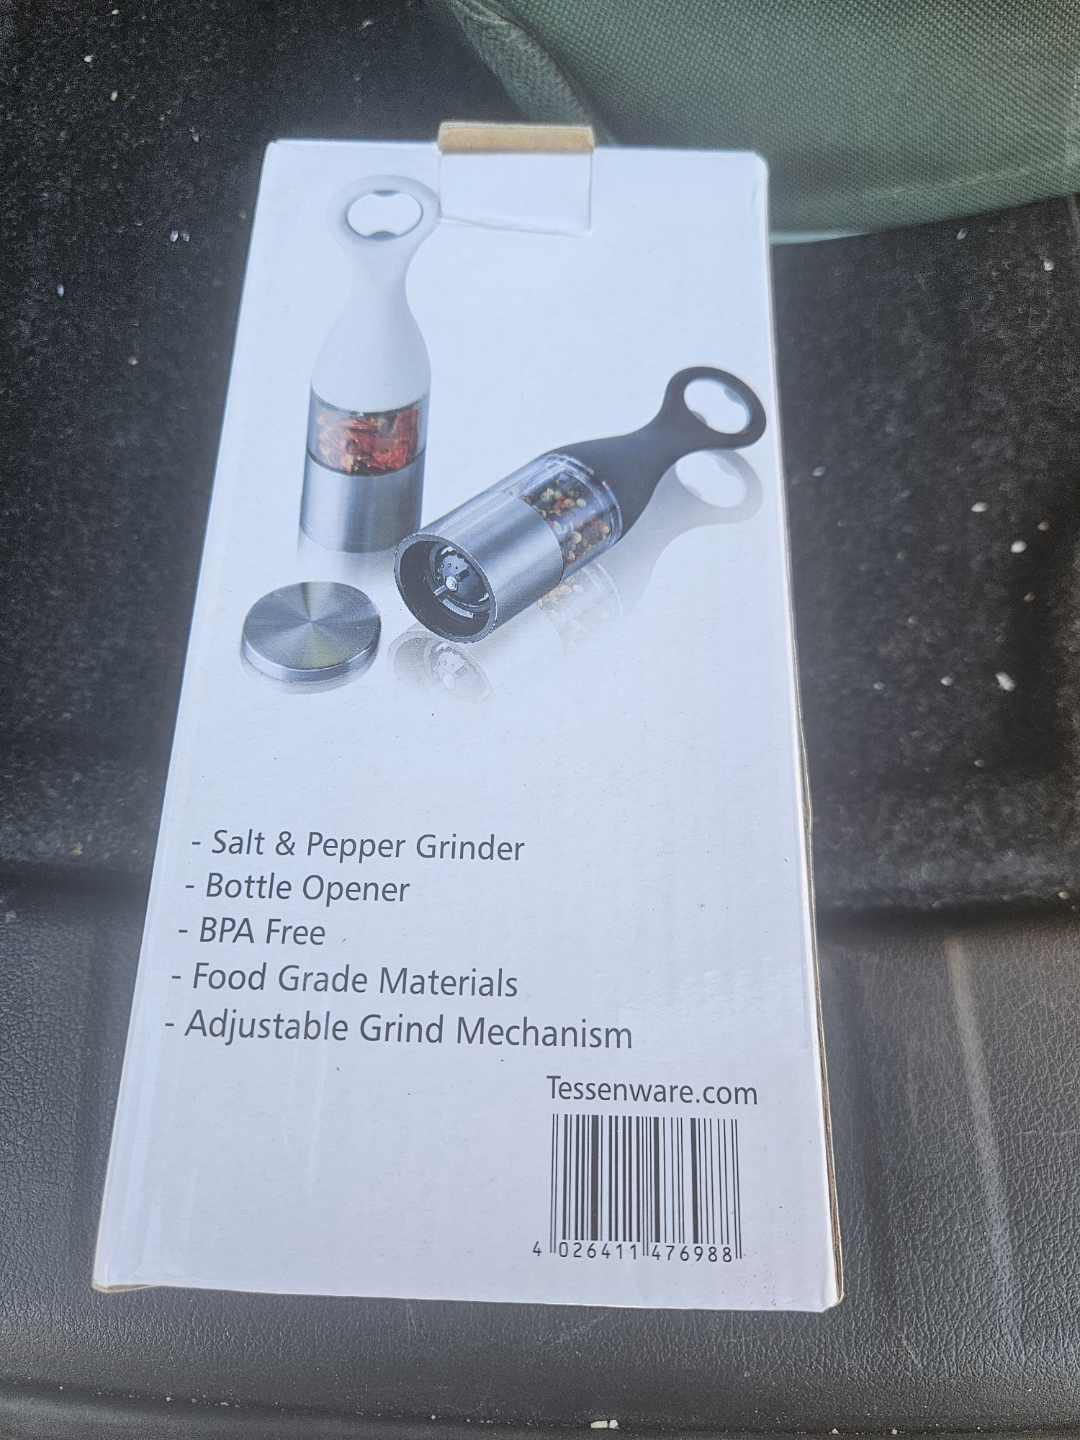 - Salt & Pepper Grinder
- Bottle Opener
- BPA Free
- Food Grade Materials
- Adjustable Grind Mechanism
Tessenware.com
4 026411 476988